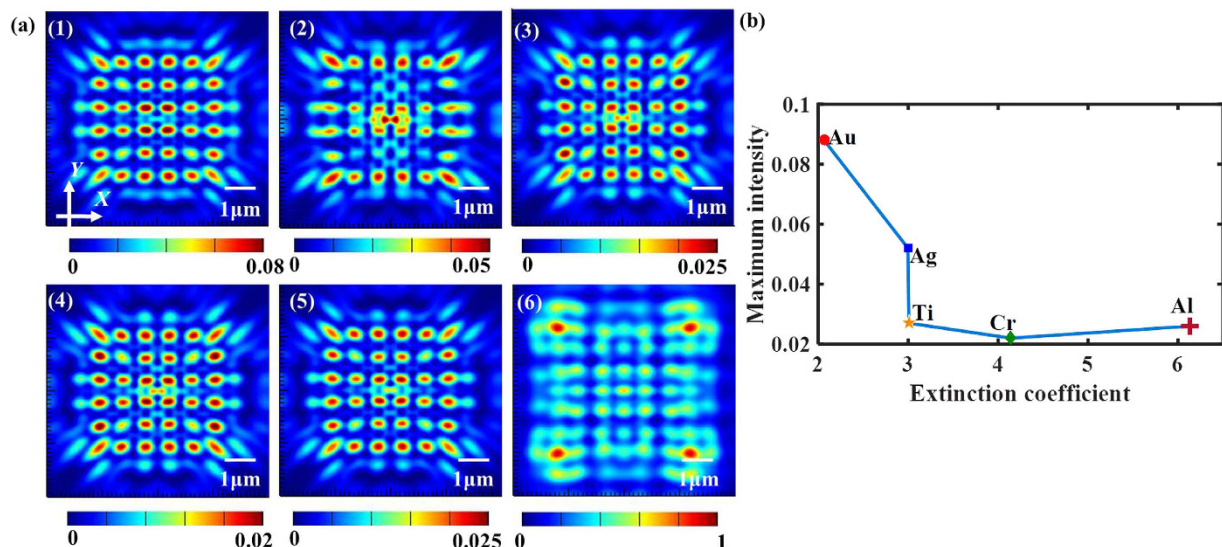 (a)
(1)
(2)
(3)
Y
X
1μm
1μm
1μm
0
0.08
0
0.05
0
0.025
(4)
(5)
(6)
1μm
1μm
1μm
0
0.02
0
0.025
0
1
(b)
Maximum intensity
0.1
0.08
0.06
0.04
0.02
Au
Ag
Ti
Cr
Al
2
3
4
5
6
Extinction coefficient